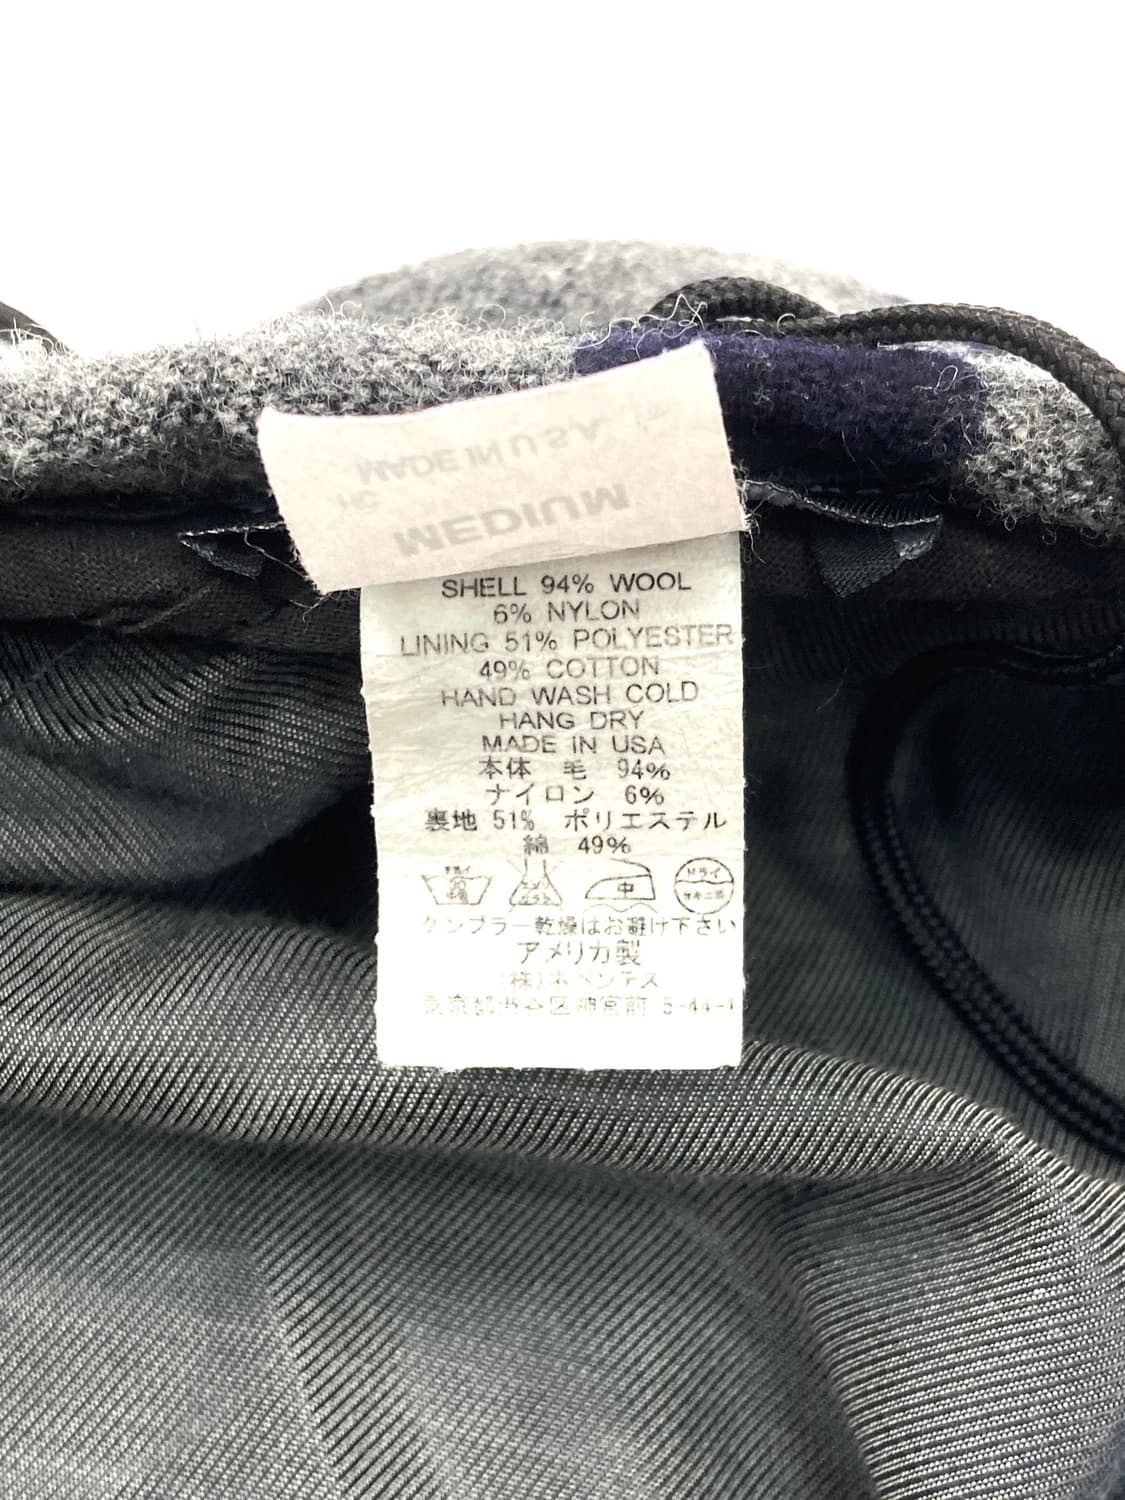 MADE IN U S A
HC
MEDIUM
SHELL 94% WOOL
6% NYLON
LINING 51% POLYESTER
49% COTTON
HAND WASH COLD
HANG DRY
MADE IN USA
本体 毛 94%
ナイロン 6%
裏地 51% ポリエステル
綿 49%
中
ドライ
タンブラー乾燥はお避け下さい
アメリカ製
(株)ネペンテス
東京都渋谷区神宮前 5-44-1